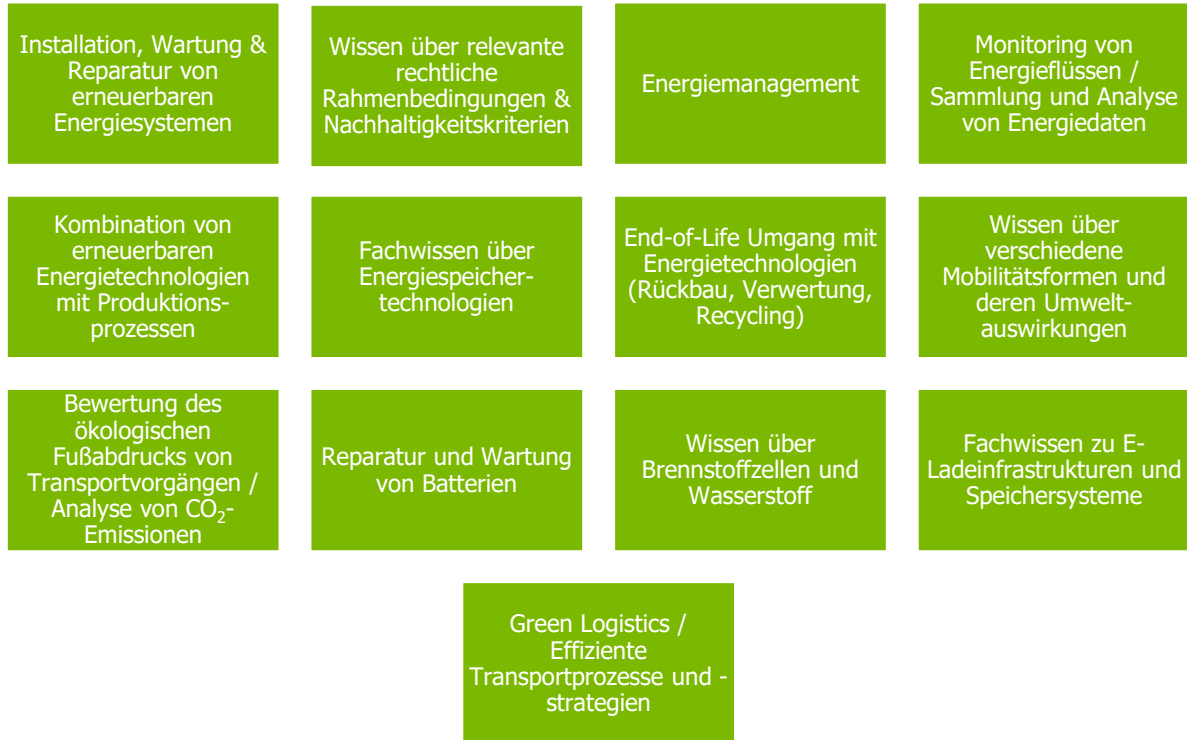 Installation, Wartung &
Reparatur von
erneuerbaren
Energiesystemen
Wissen über relevante
rechtliche
Rahmenbedingungen &
Nachhaltigkeitskriterien
Energiemanagement
Monitoring von
Energieflüssen /
Sammlung und Analyse
von Energiedaten
Kombination von
erneuerbaren
Energietechnologien
mit Produktions-
prozessen
Fachwissen über
Energiespeicher-
technologien
End-of-Life Umgang mit
Energietechnologien
(Rückbau, Verwertung,
Recycling)
Wissen über
verschiedene
Mobilitätsformen und
deren Umwelt-
auswirkungen
Bewertung des
ökologischen
Fußabdrucks von
Transportvorgängen /
Analyse von CO₂-
Emissionen
Reparatur und Wartung
von Batterien
Wissen über
Brennstoffzellen und
Wasserstoff
Fachwissen zu E-
Ladeinfrastrukturen und
Speichersysteme
Green Logistics /
Effiziente
Transportprozesse und -
strategien